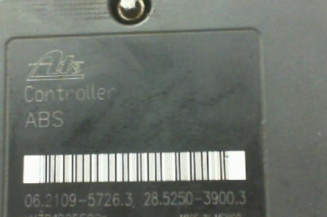 Ate
Controller
ABS
06.2109-5726.3 28.5250-3900.3